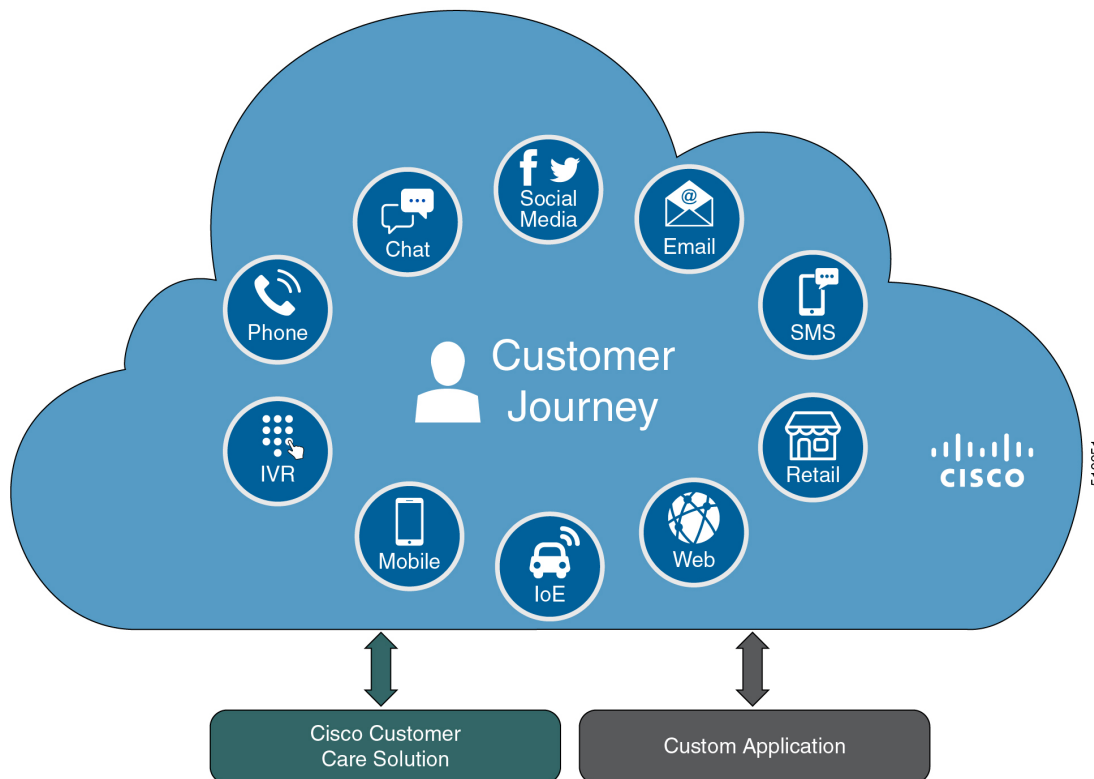 Social
Media
Chat
@
Email
Phone
SMS
Customer
Journey
IVR
Retail
CISCO
Mobile
Web
IoE
Cisco Customer
Care Solution
Custom Application